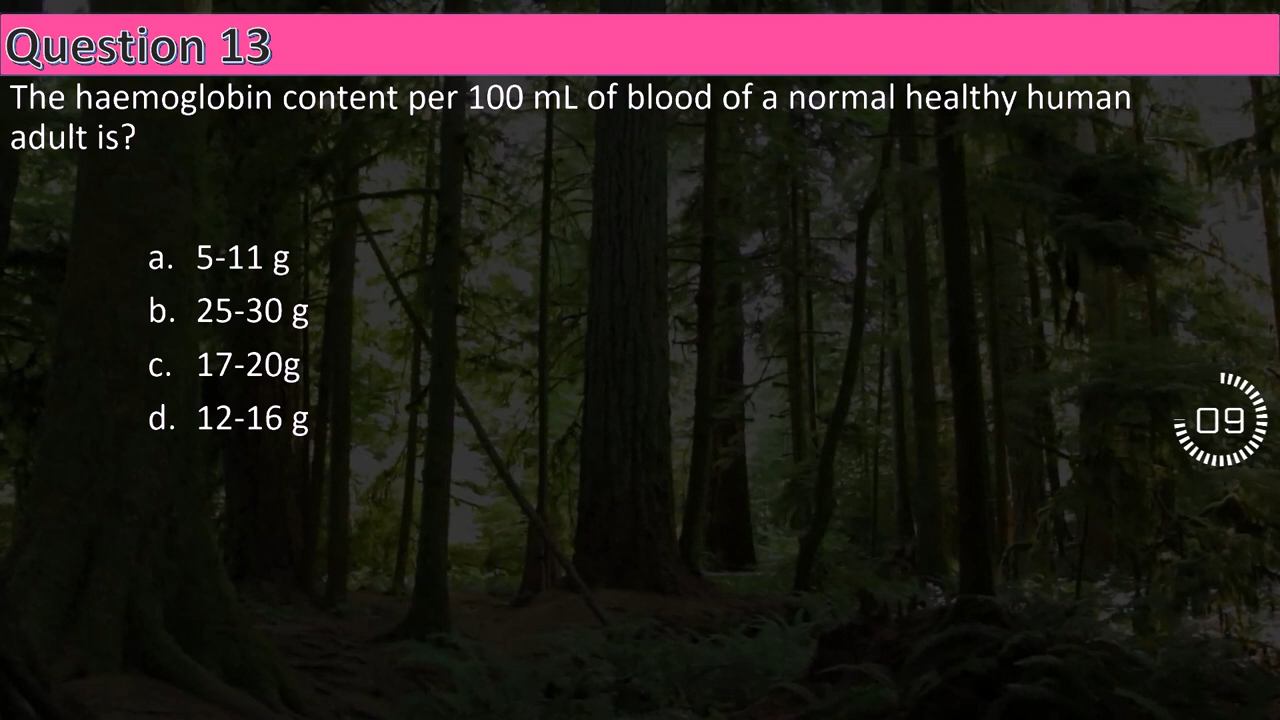 Question 13
The haemoglobin content per 100 mL of blood of a normal healthy human
adult is?
a. 5-11 g
b. 25-30 g
c. 17-20g
d. 12-16 g
09